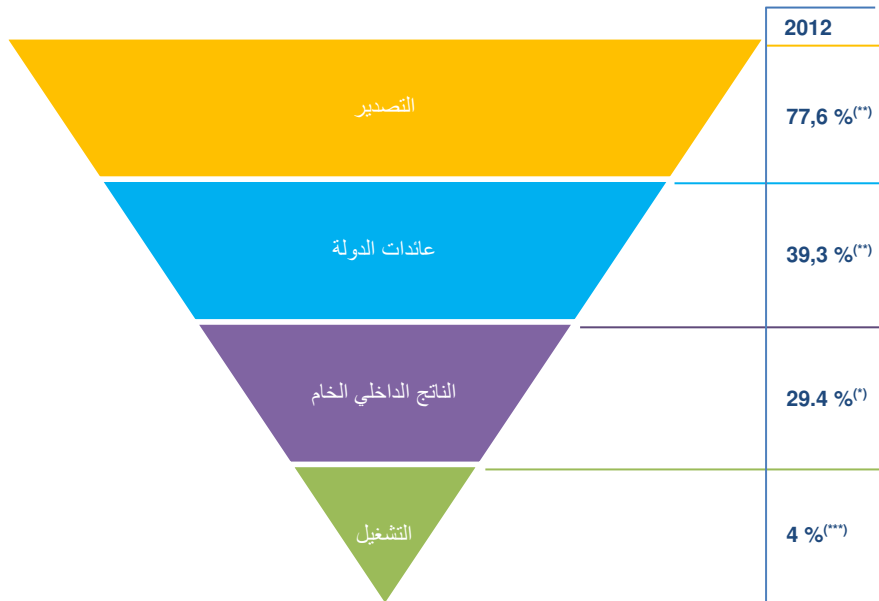 2012
التصدير
77,6 %(**)
عائدات الدولة
39,3 %(**)
الناتج الداخلي الخام
29.4 %(*)
التشغيل
4 %(***)